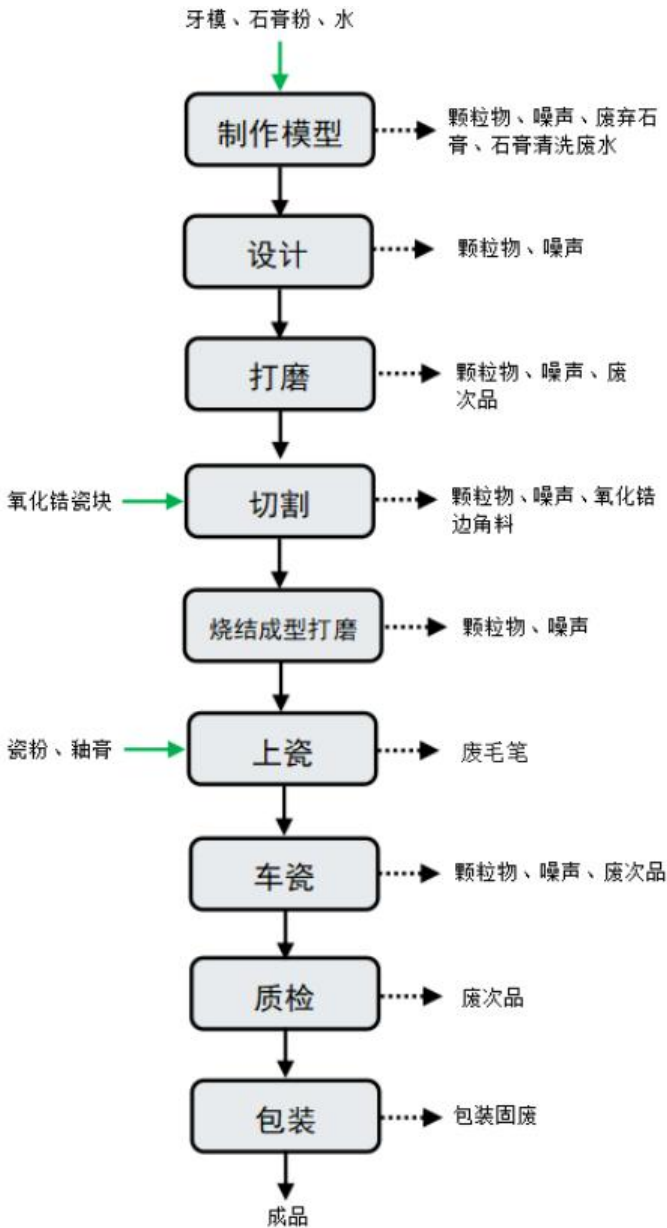 牙模、石膏粉、水
制作模型
颗粒物、噪声、废弃石
膏、石膏清洗废水
设计
颗粒物、噪声
打磨
颗粒物、噪声、废
次品
氧化锆瓷块
切割
颗粒物、噪声、氧化锆
边角料
烧结成型打磨
颗粒物、噪声
瓷粉、釉膏
上瓷
废毛笔
车瓷
颗粒物、噪声、废次品
质检
废次品
包装
包装固废
成品